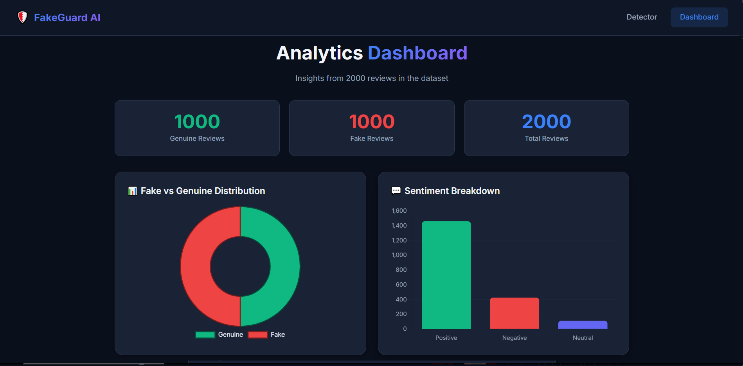 FakeGuard AI
Detector
Dashboard
Analytics Dashboard
Insights from 2000 reviews in the dataset
1000
Genuine Reviews
1000
Fake Reviews
2000
Total Reviews
Fake vs Genuine Distribution
Genuine
Fake
Sentiment Breakdown
1,600
1,400
1,200
1,000
800
600
400
200
0
Positive
Negative
Neutral